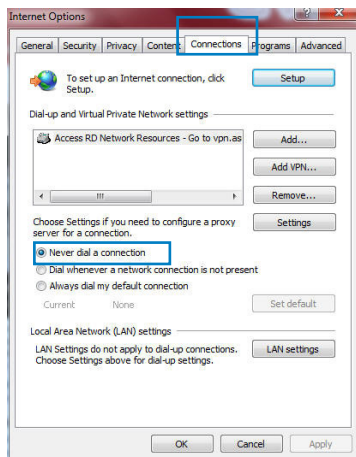 Internet Options
General Security Privacy Content Connections Programs Advanced
To set up an Internet connection, click
Setup.
Setup
Dial-up and Virtual Private Network settings
Access RD Network Resources - Go to vpn.as
Add...
Add VPN...
Remove...
Choose Settings if you need to configure a proxy
server for a connection.
Settings
Never dial a connection
Dial whenever a network connection is not present
Always dial my default connection
Current None
Set default
Local Area Network (LAN) settings
LAN Settings do not apply to dial-up connections.
Choose Settings above for dial-up settings.
LAN settings
OK Cancel Apply